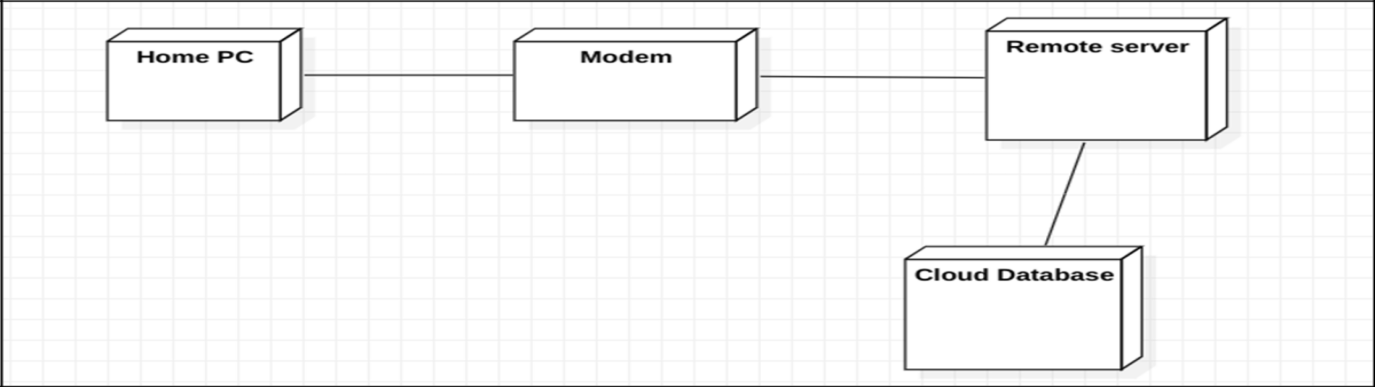 Home PC
Modem
Remote server
Cloud Database